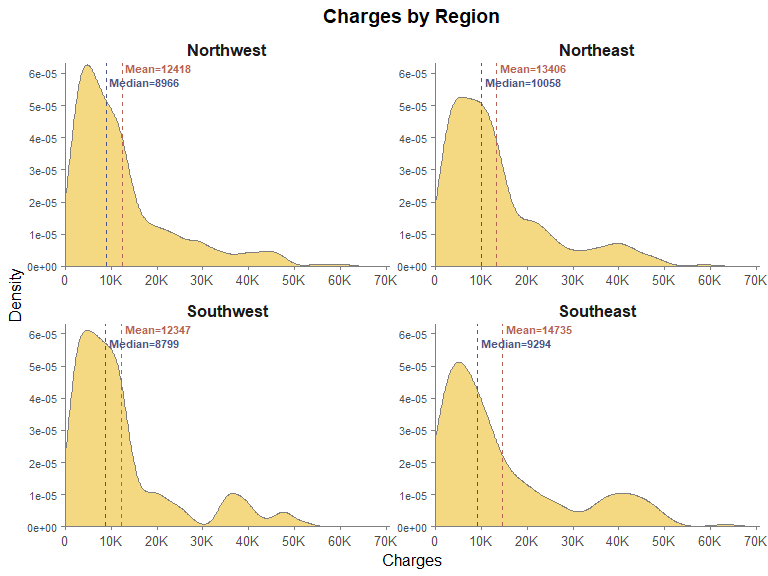 Charges by Region
Northwest
Mean=12418
Median=8966
6e-05
5e-05
4e-05
3e-05
2e-05
1e-05
0e+00
0 10K 20K 30K 40K 50K 60K 70K
Northeast
Mean=13406
Median=10058
6e-05
5e-05
4e-05
3e-05
2e-05
1e-05
0e+00
0 10K 20K 30K 40K 50K 60K 70K
Density
Southwest
Mean=12347
Median=8799
6e-05
5e-05
4e-05
3e-05
2e-05
1e-05
0e+00
0 10K 20K 30K 40K 50K 60K 70K
Southeast
Mean=14735
Median=9294
6e-05
5e-05
4e-05
3e-05
2e-05
1e-05
0e+00
0 10K 20K 30K 40K 50K 60K 70K
Charges